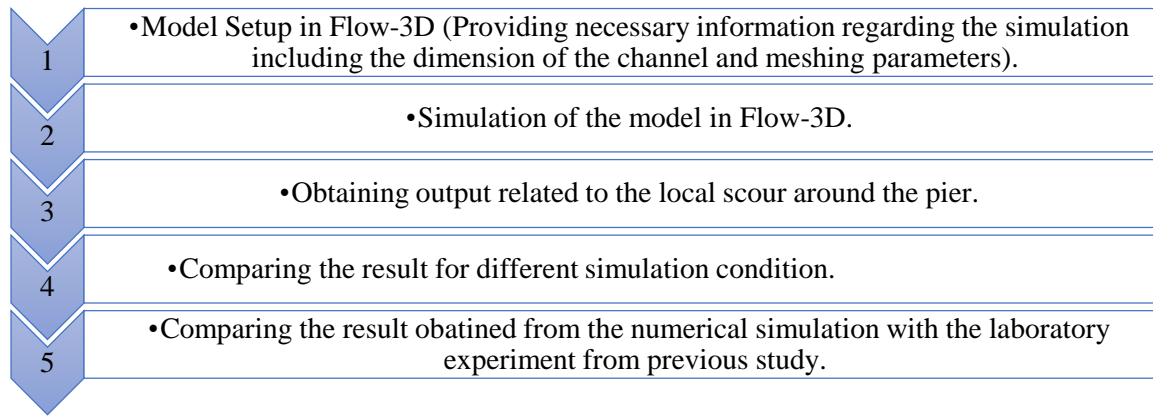 1
•Model Setup in Flow-3D (Providing necessary information regarding the simulation
including the dimension of the channel and meshing parameters).
2
•Simulation of the model in Flow-3D.
3
•Obtaining output related to the local scour around the pier.
4
•Comparing the result for different simulation condition.
5
•Comparing the result obatined from the numerical simulation with the laboratory
experiment from previous study.